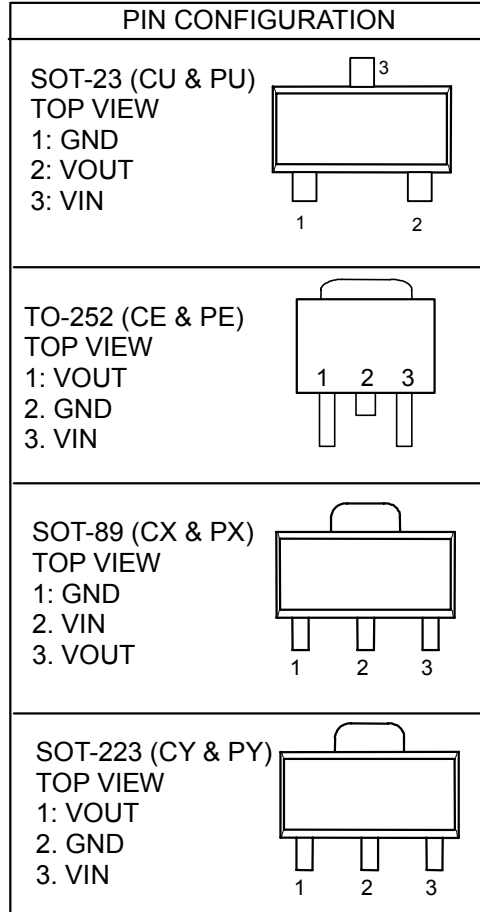 PIN CONFIGURATION
SOT-23 (CU & PU)
TOP VIEW
1: GND
2: VOUT
3: VIN
3
1 2
TO-252 (CE & PE)
TOP VIEW
1: VOUT
2. GND
3. VIN
1 2 3
SOT-89 (CX & PX)
TOP VIEW
1: GND
2. VIN
3. VOUT
1 2 3
SOT-223 (CY & PY)
TOP VIEW
1: VOUT
2. GND
3. VIN
1 2 3